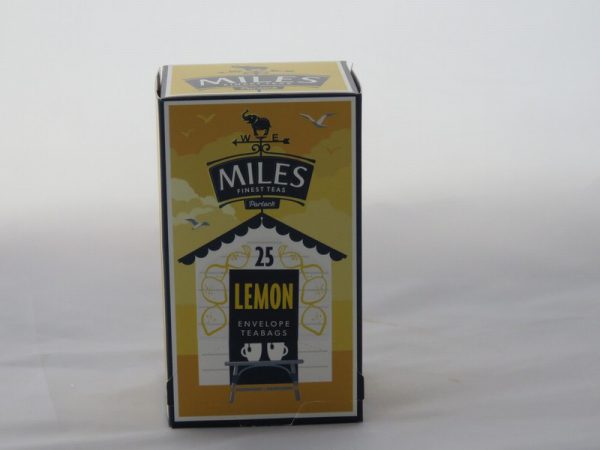 MILES
W E
MILES
FINEST TEAS
Porlock
25
LEMON
ENVELOPE
TEABAGS